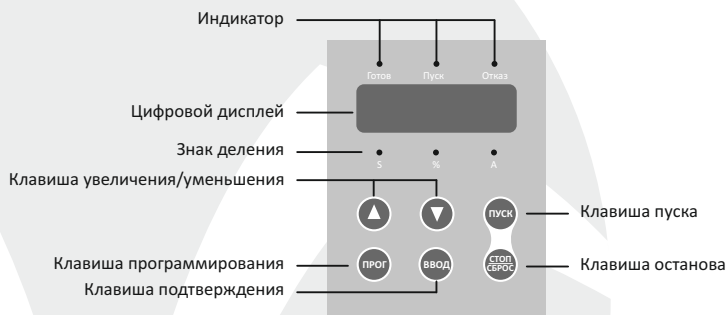 Индикатор
Готов Пуск Отказ
Цифровой дисплей
Знак деления
S % A
Клавиша увеличения/уменьшения
ПУСК Клавиша пуска
Клавиша программирования ПРОГ ВВОД СТОП Клавиша останова
СБРОС
Клавиша подтверждения